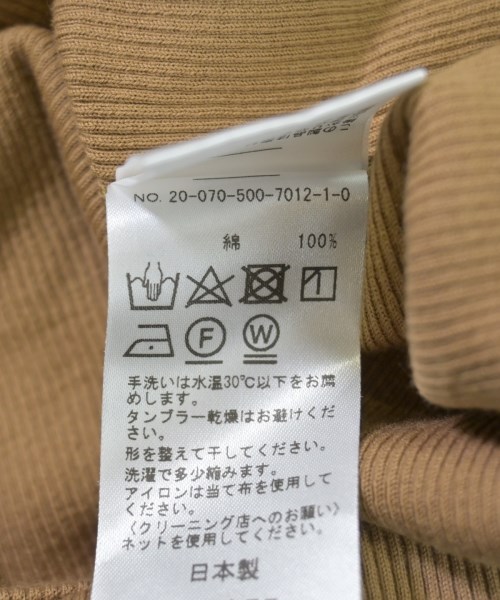 NO. 20-070-500-7012-1-0
綿 100%
F W
手洗いは水温30℃以下をお薦
めします。
タンブラー乾燥はお避けくだ
さい。
形を整えて干してください。
洗濯で多少縮みます。
アイロンは当て布を使用して
ください。
〈クリーニング店へのお願い〉
ネットを使用してください。
日本製